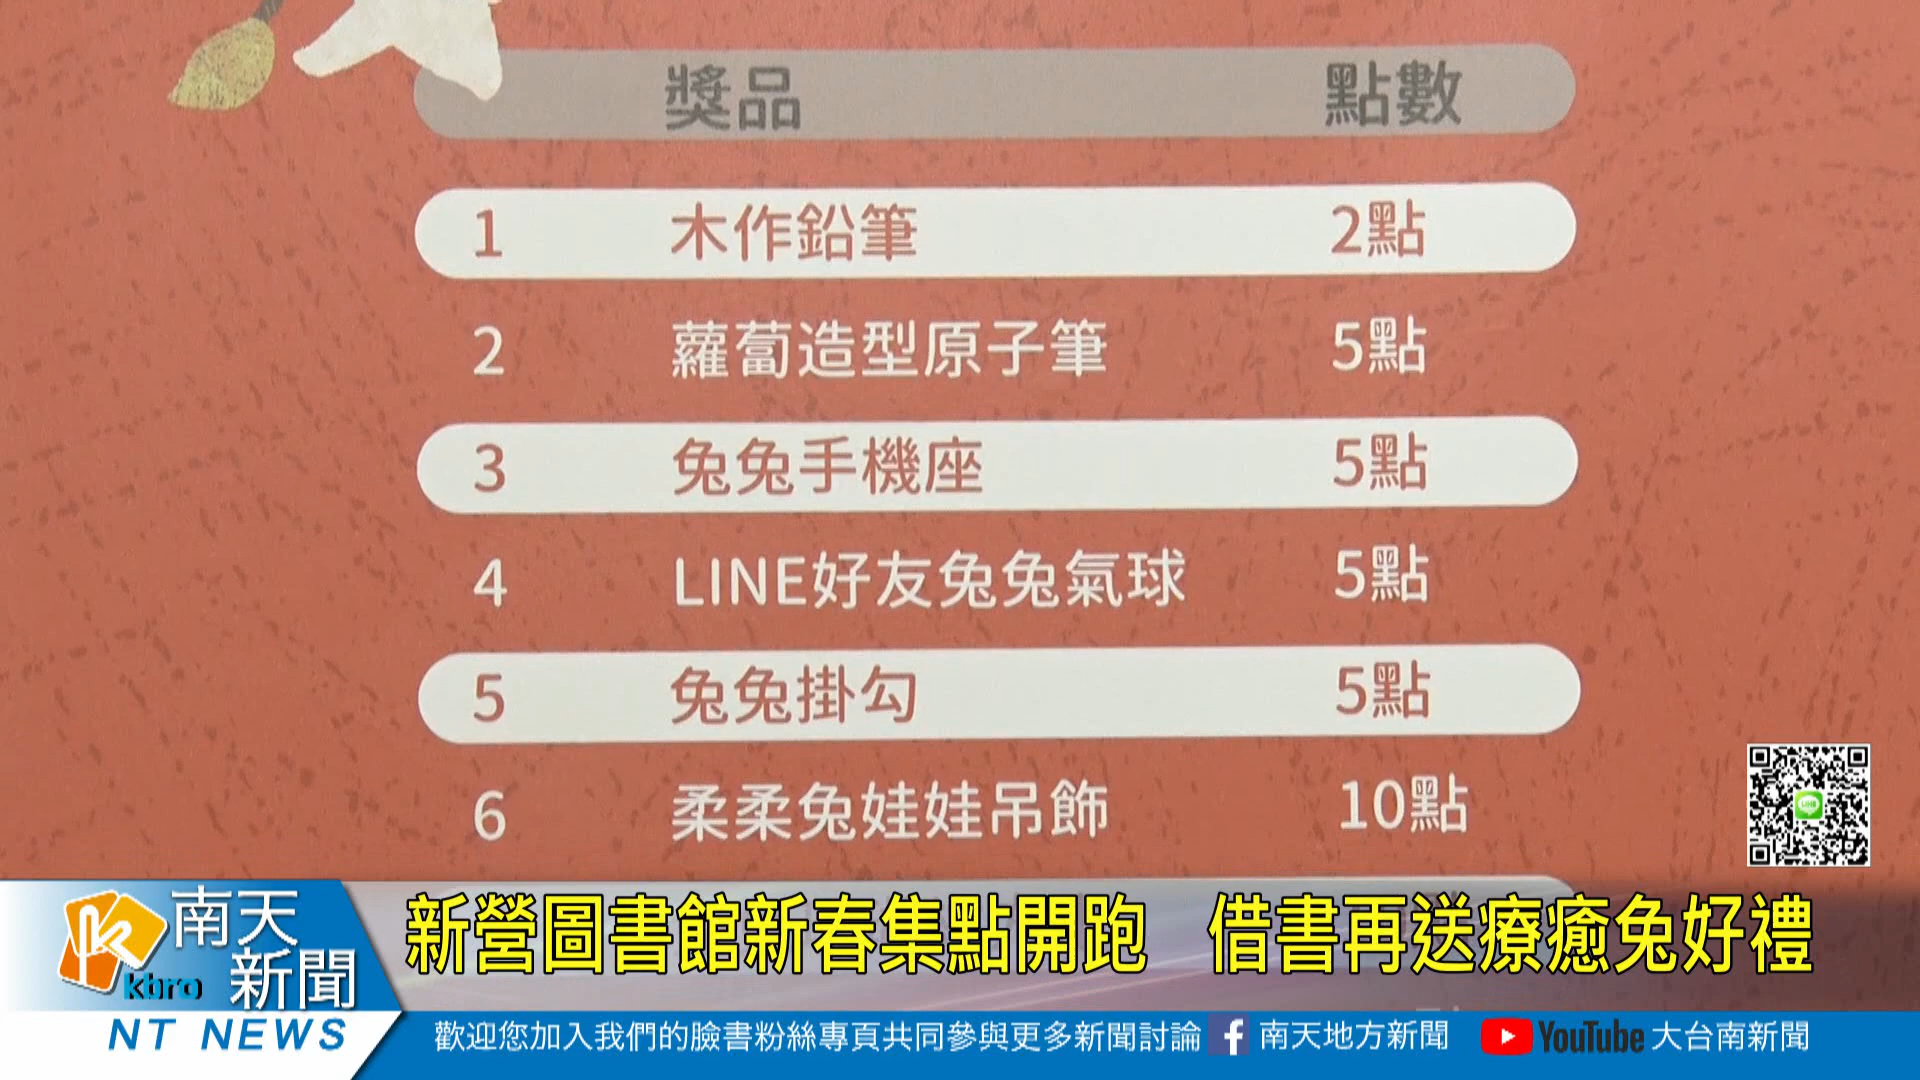 獎品 點數
1 木作鉛筆 2點
2 蘿蔔造型原子筆 5點
3 兔兔手機座 5點
4 LINE好友兔兔氣球 5點
5 兔兔掛勾 5點
6 柔柔兔娃娃吊飾 10點
LINE
南天新聞
kbro
NT NEWS
新營圖書館新春集點開跑 借書再送療癒兔好禮
歡迎您加入我們的臉書粉絲專頁共同參與更多新聞討論 南天地方新聞 YouTube 大台南新聞